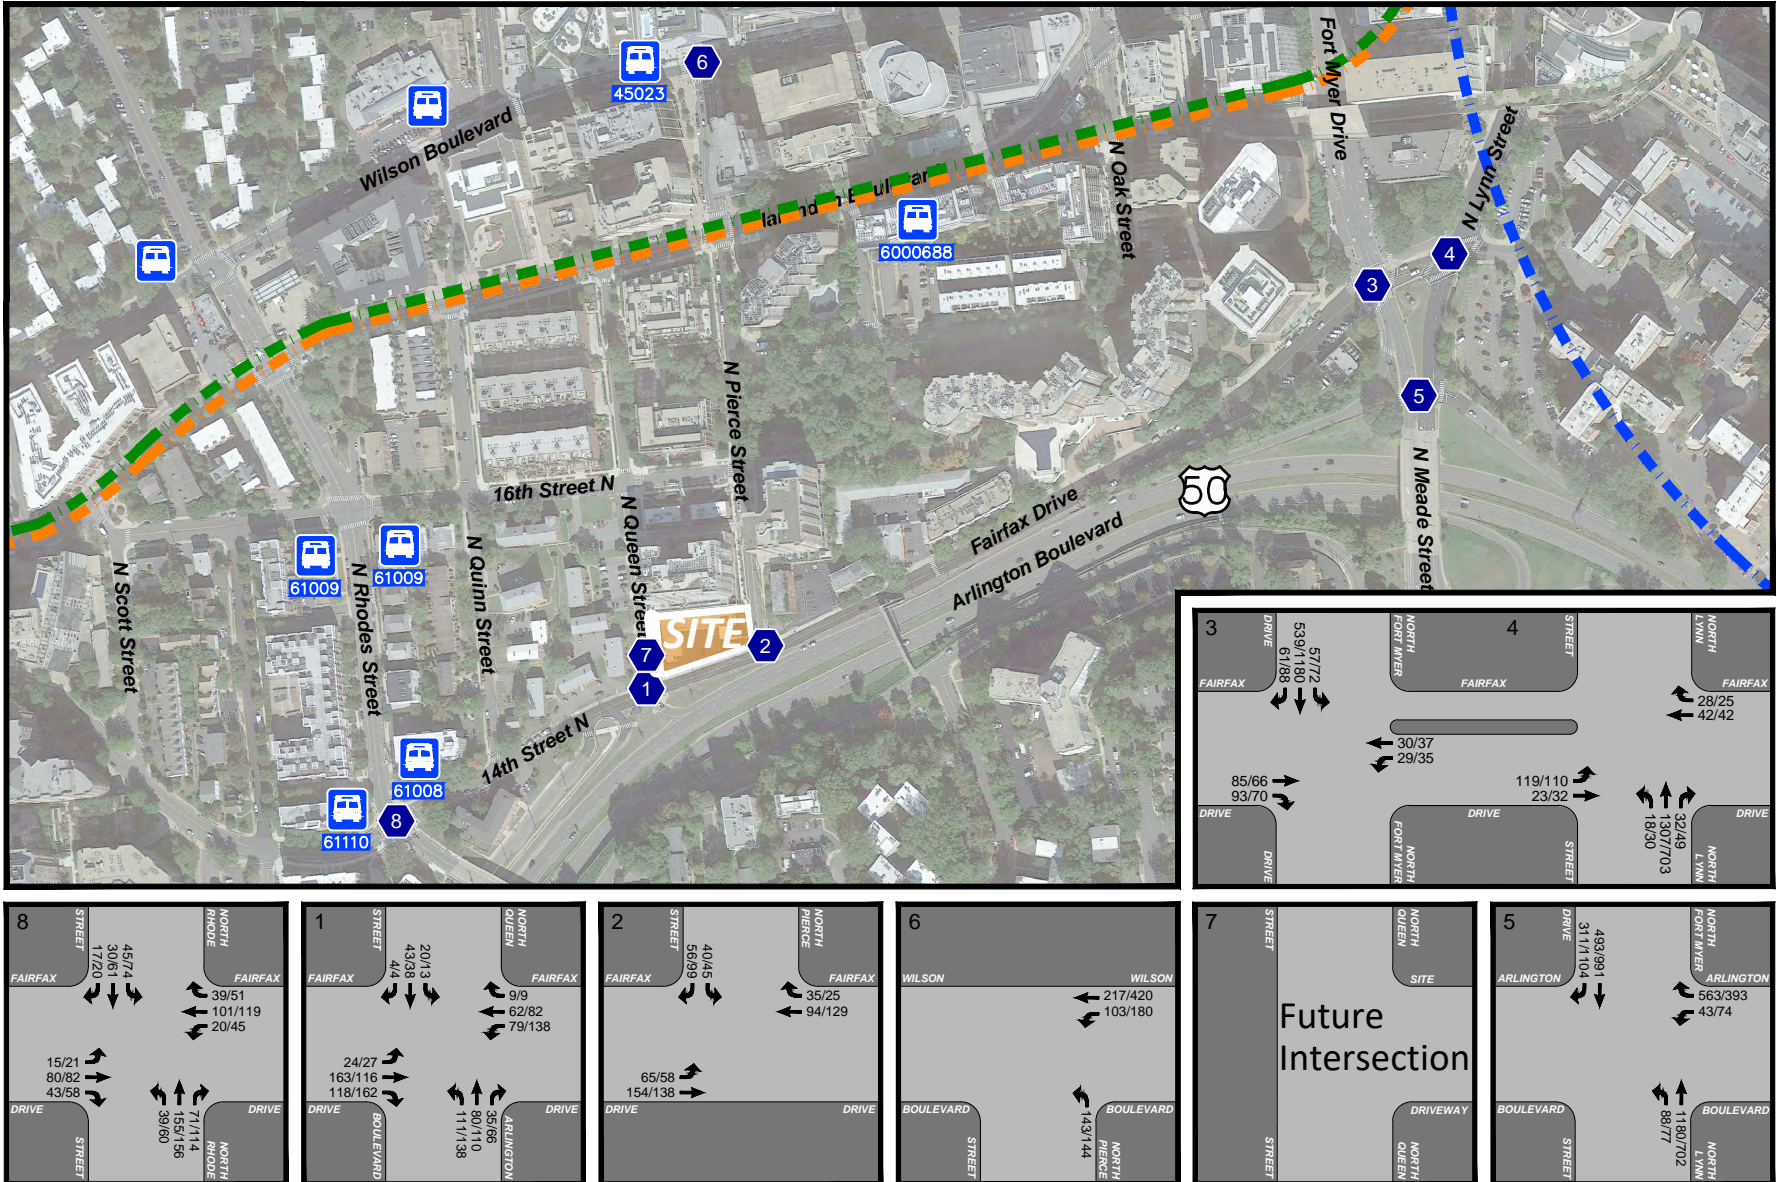 6
45023
Wilson Boulevard
Fort Myer Drive
N Lynn Street
N Oak Street
6000688
4
3
N Pierce Street
5
16th Street N
50
Fairfax Drive
Arlington Boulevard
N Meade Street
N Queen Street
61009
61009
N Scott Street
N Rhodes Street
N Quinn Street
SITE
7
2
1
14th Street N
61008
61110
8
3
DRIVE
61/88
539/1180
57/72
NORTH
FORT MYER
4
STREET
NORTH
LYNN
FAIRFAX
FAIRFAX
FAIRFAX
28/25
42/42
30/37
29/35
85/66
93/70
119/110
23/32
DRIVE
DRIVE
DRIVE
18/30
1307/703
32/49
DRIVE
NORTH
FORT MYER
STREET
NORTH
LYNN
8
STREET
17/20
30/61
45/74
NORTH
RHODE
FAIRFAX
FAIRFAX
39/51
101/119
20/45
15/21
80/82
43/58
DRIVE
DRIVE
39/60
155/156
71/114
STREET
NORTH
RHODE
1
STREET
4/4
43/38
20/13
NORTH
QUEEN
FAIRFAX
FAIRFAX
9/9
62/82
79/138
24/27
163/116
118/162
DRIVE
DRIVE
111/138
80/110
35/66
BOULEVARD
ARLINGTON
2
STREET
56/99
40/45
NORTH
PIERCE
FAIRFAX
FAIRFAX
35/25
94/129
65/58
154/138
DRIVE
DRIVE
6
WILSON
WILSON
217/420
103/180
BOULEVARD
BOULEVARD
143/144
STREET
NORTH
PIERCE
7
STREET
NORTH
QUEEN
SITE
Future
Intersection
DRIVEWAY
STREET
NORTH
QUEEN
5
DRIVE
311/1104
493/991
NORTH
FORT MYER
ARLINGTON
ARLINGTON
563/393
43/74
BOULEVARD
BOULEVARD
88/77
1180/702
STREET
NORTH
LYNN